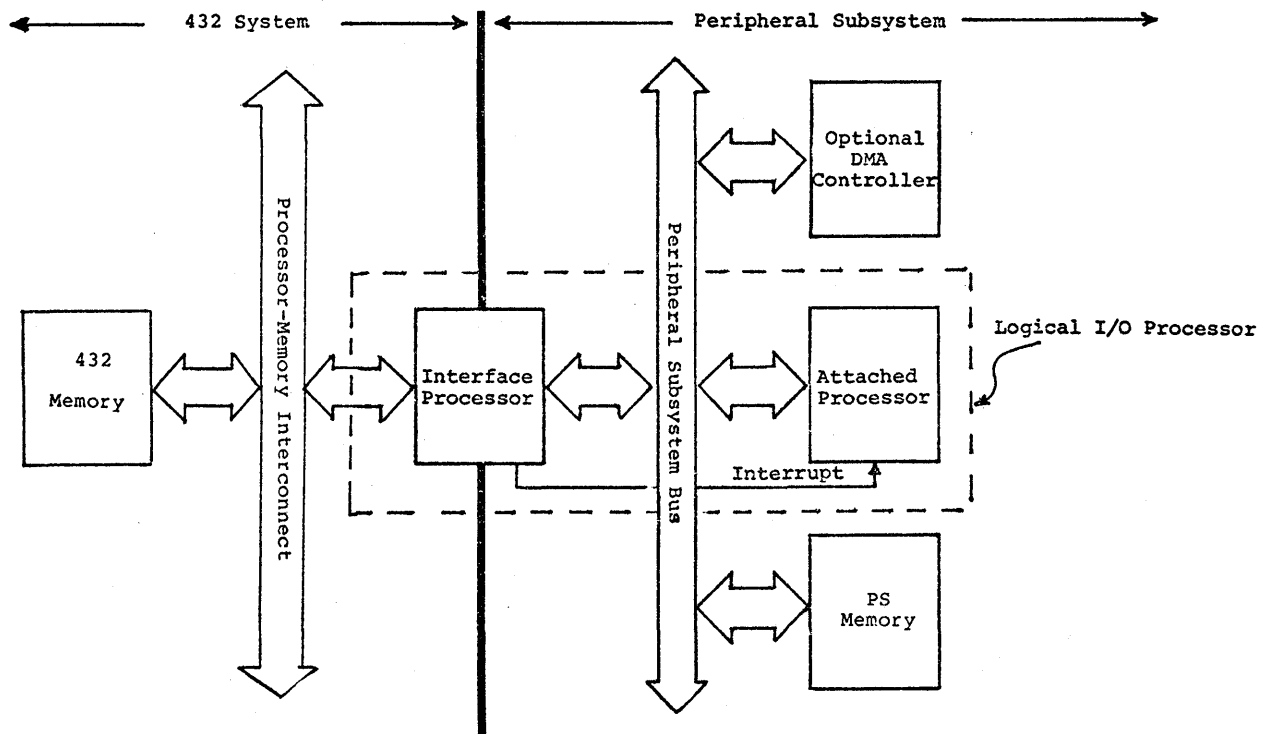 432 System
Peripheral Subsystem
Optional
DMA
Controller
Processor-Memory Interconnect
Peripheral Subsystem Bus
Logical I/O Processor
432
Memory
Interface
Processor
Attached
Processor
Interrupt
PS
Memory